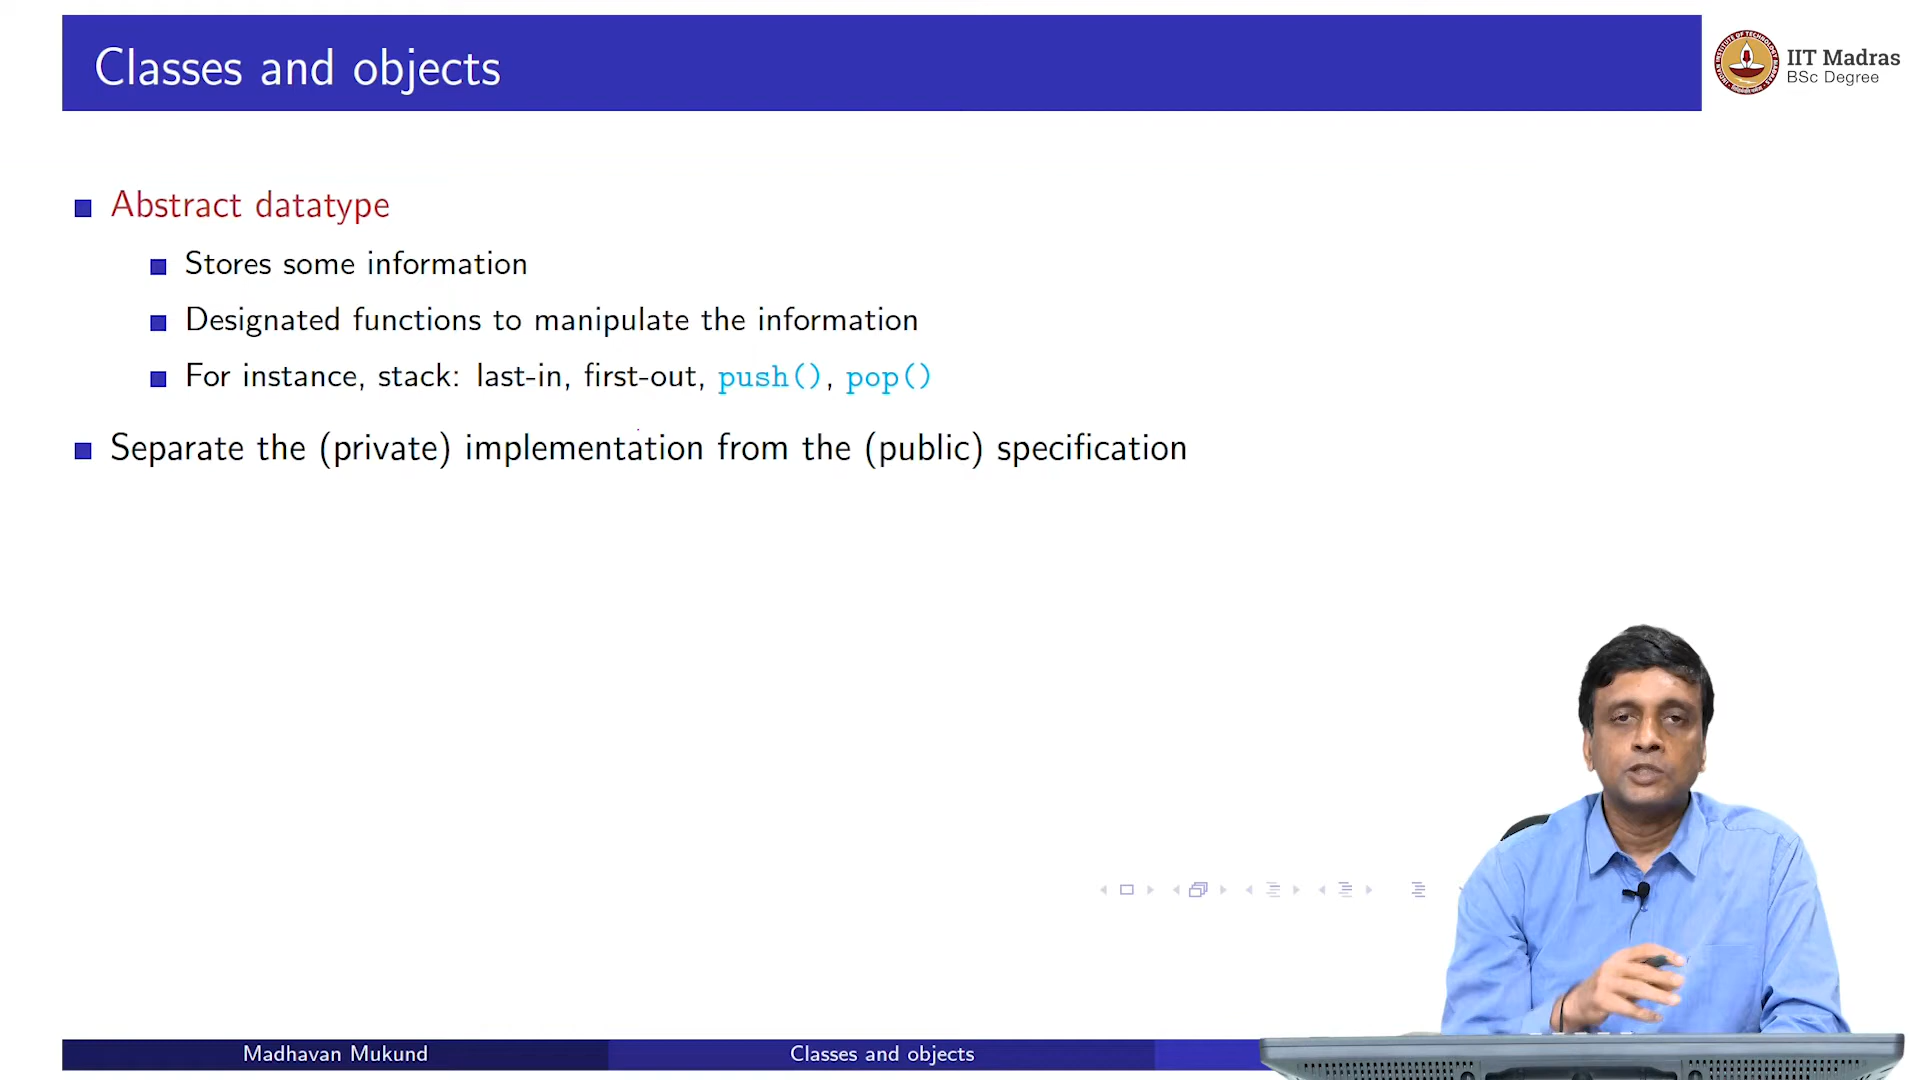 Classes and objects
IIT Madras
BSc Degree
Abstract datatype
Stores some information
Designated functions to manipulate the information
For instance, stack: last-in, first-out, push(), pop()
Separate the (private) implementation from the (public) specification
Madhavan Mukund
Classes and objects